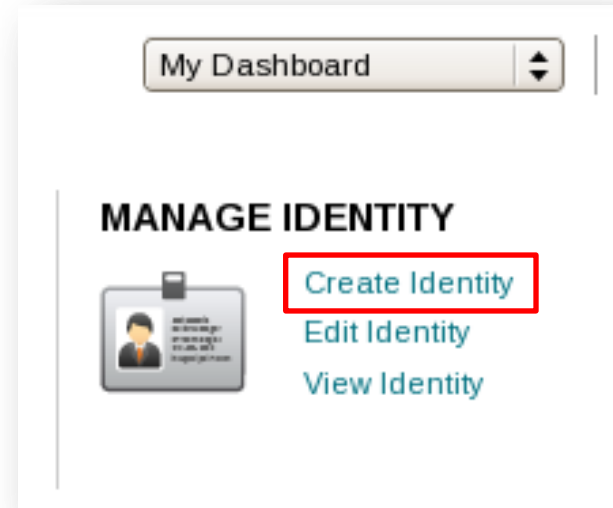 My Dashboard
MANAGE IDENTITY
Create Identity
Edit Identity
View Identity